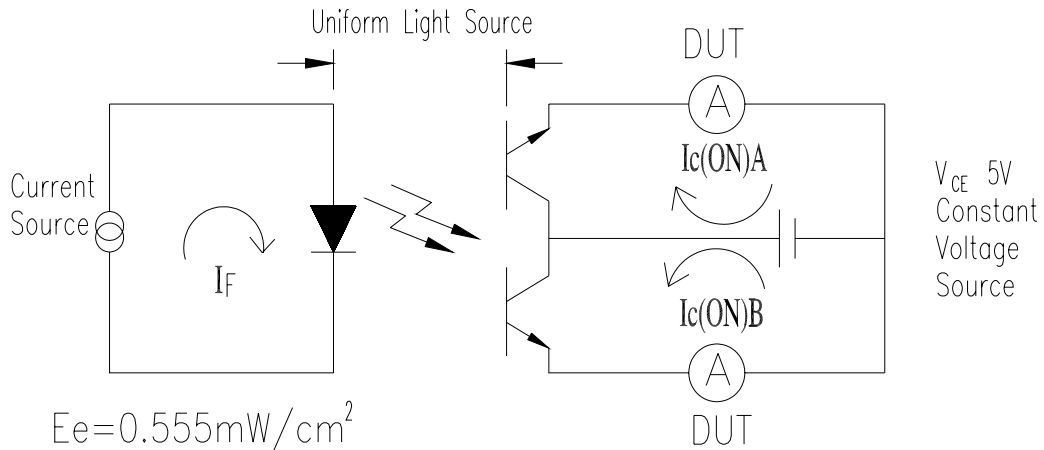 Uniform Light Source
DUT
A
Ic(ON)A
Current
Source
IF
VCE 5V
Constant
Voltage
Source
Ic(ON)B
A
DUT
Ee=0.555mW/cm²